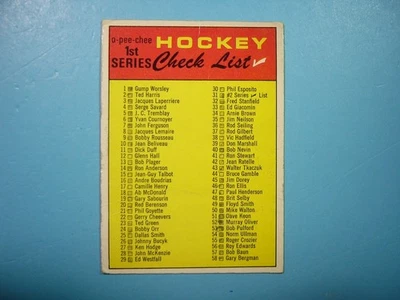 o-pee-chee HOCKEY
1st SERIES Check List
1 Gump Worsley
2 Ted Harris
3 Jacques Laperriere
4 Serge Savard
5 J. C. Tremblay
6 Yvan Cournoyer
7 John Ferguson
8 Jacques Lemaire
9 Bobby Rousseau
10 Jean Beliveau
11 Dick Duff
12 Glenn Hall
13 Bob Plager
14 Ron Anderson
15 Jean-Guy Talbot
16 Andre Boudrias
17 Camille Henry
18 Ab McDonald
19 Gary Sabourin
20 Red Berenson
21 Phil Goyette
22 Gerry Cheevers
23 Ted Green
24 Bobby Orr
25 Dallas Smith
26 Johnny Bucyk
27 Ken Hodge
28 John McKenzie
29 Ed Westfall
30 Phil Esposito
31 #2 Series List
32 Fred Stanfield
33 Ed Giacomin
34 Arnie Brown
35 Jim Neilson
36 Rod Seiling
37 Rod Gilbert
38 Vic Hadfield
39 Don Marshall
40 Bob Nevin
41 Ron Stewart
42 Jean Ratelle
43 Walter Tkaczuk
44 Bruce Gamble
45 Jim Dorey
46 Ron Ellis
47 Paul Henderson
48 Brit Selby
49 Floyd Smith
50 Mike Walton
51 Dave Keon
52 Murray Oliver
53 Bob Pulford
54 Norm Ullman
55 Roger Crozier
56 Roy Edwards
57 Bob Baun
58 Gary Bergman